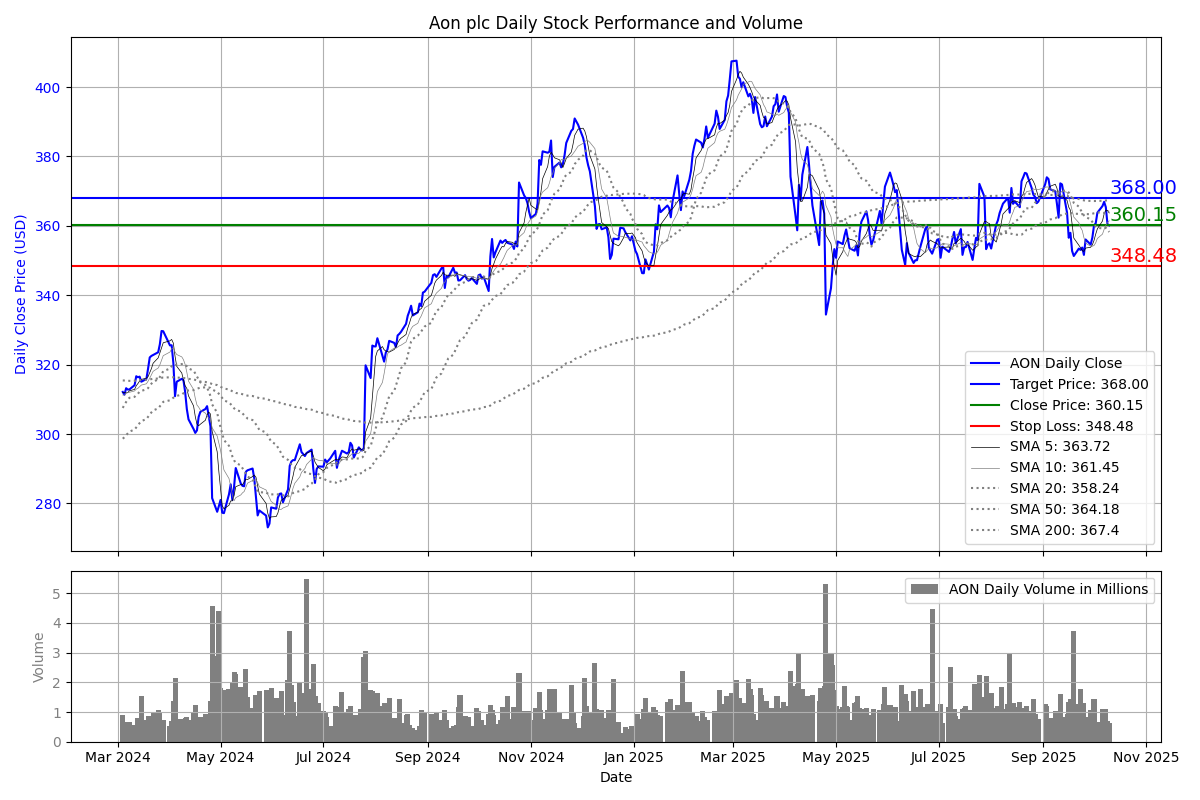 Aon plc Daily Stock Performance and Volume
Daily Close Price (USD)
400
380
360
340
320
300
280
368.00
360.15
348.48
AON Daily Close
Target Price: 368.00
Close Price: 360.15
Stop Loss: 348.48
SMA 5: 363.72
SMA 10: 361.45
SMA 20: 358.24
SMA 50: 364.18
SMA 200: 367.4
Volume
5
4
3
2
1
0
AON Daily Volume in Millions
Mar 2024 May 2024 Jul 2024 Sep 2024 Nov 2024 Jan 2025 Mar 2025 May 2025 Jul 2025 Sep 2025 Nov 2025
Date